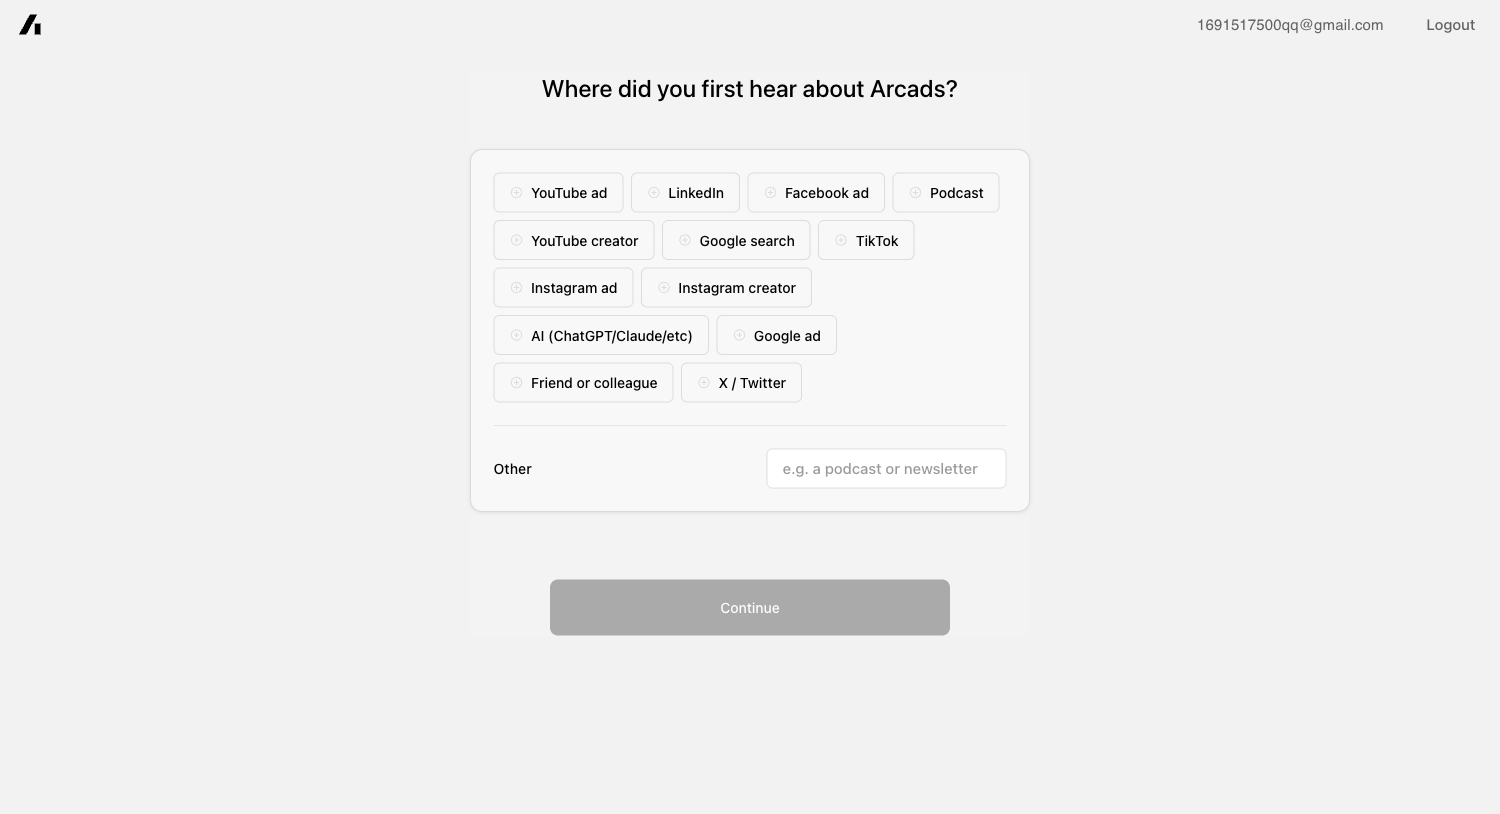 1691517500qq@gmail.com Logout
Where did you first hear about Arcads?
YouTube ad LinkedIn Facebook ad Podcast
YouTube creator Google search TikTok
Instagram ad Instagram creator
AI (ChatGPT/Claude/etc) Google ad
Friend or colleague X / Twitter
Other e.g. a podcast or newsletter
Continue